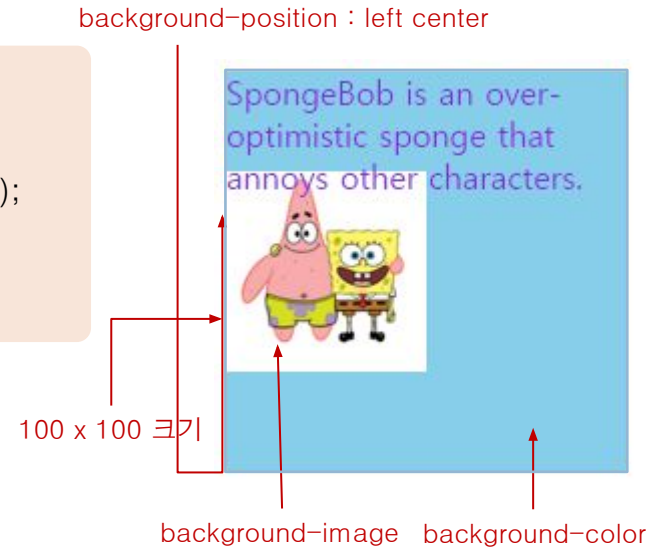 background-position : left center
SpongeBob is an over-
optimistic sponge that
annoys other characters.
);
100 x 100 크기
background-image
background-color